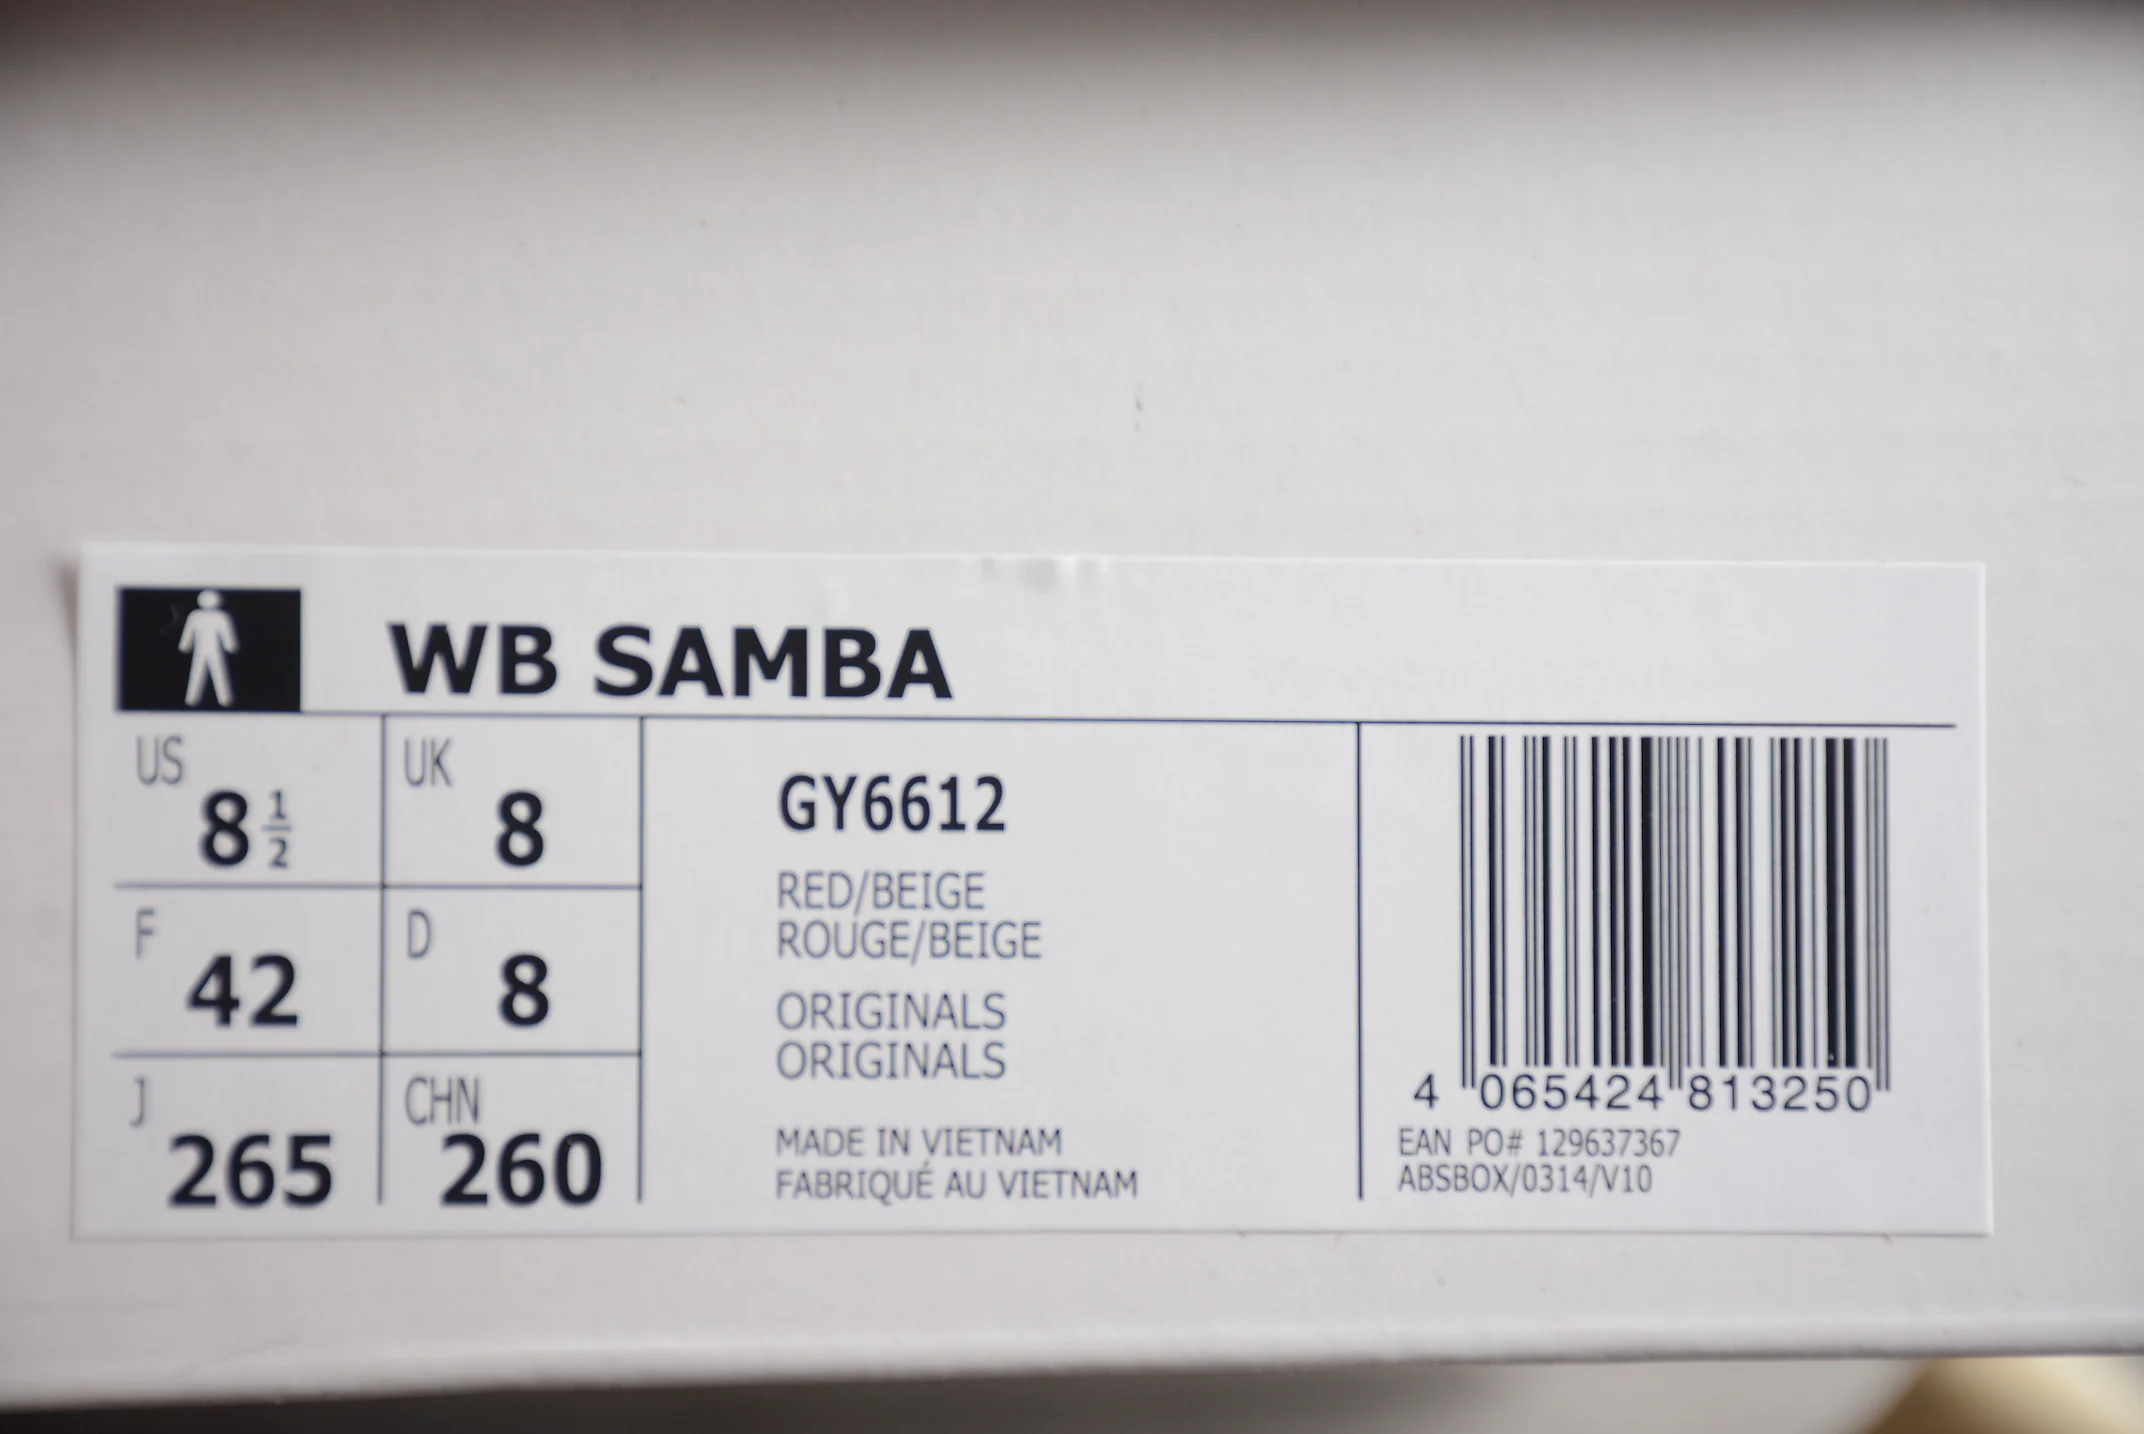 WB SAMBA
US
8 1/2
UK
8
F
42
D
8
J
265
CHN
260
GY6612
RED/BEIGE
ROUGE/BEIGE
ORIGINALS
ORIGINALS
MADE IN VIETNAM
FABRIQUÉ AU VIETNAM
4 065424 813250
EAN PO# 129637367
ABSBOX/0314/V10